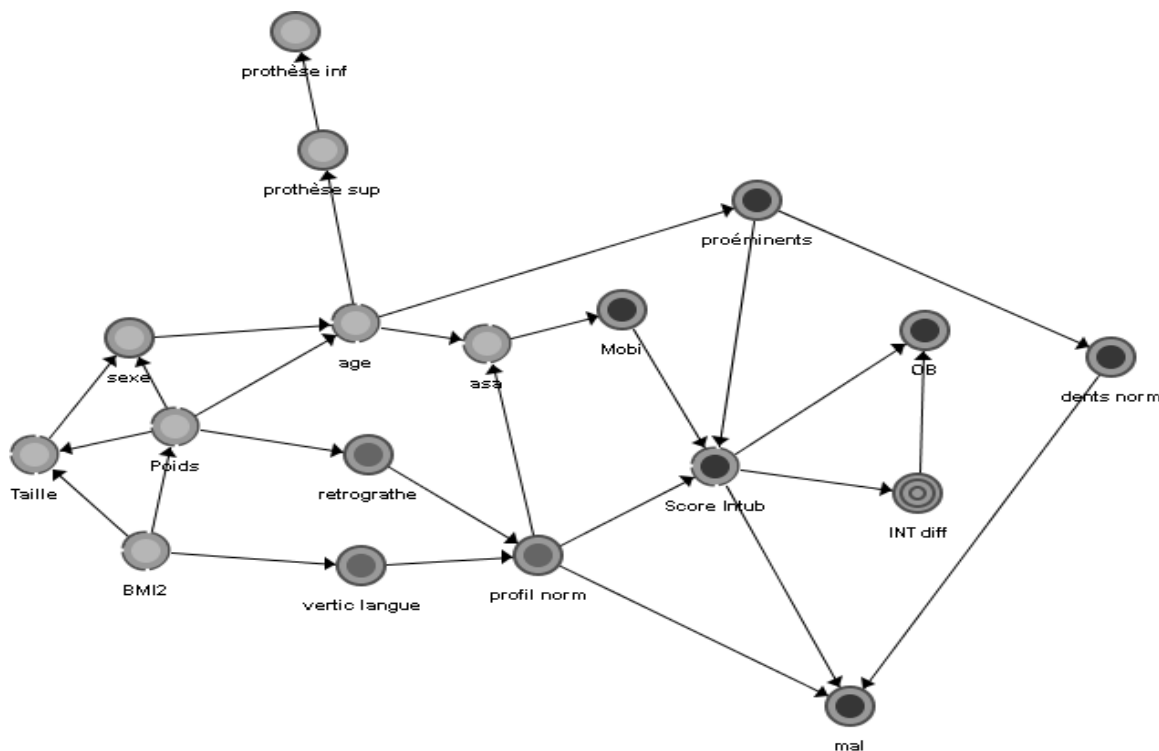 prothèse inf
prothèse sup
proéminents
sexe
age
asa
Mobi
OB
dents norm
Taille
Poids
retrograthe
Score Intub
INT diff
BMI2
vertic langue
profil norm
mal